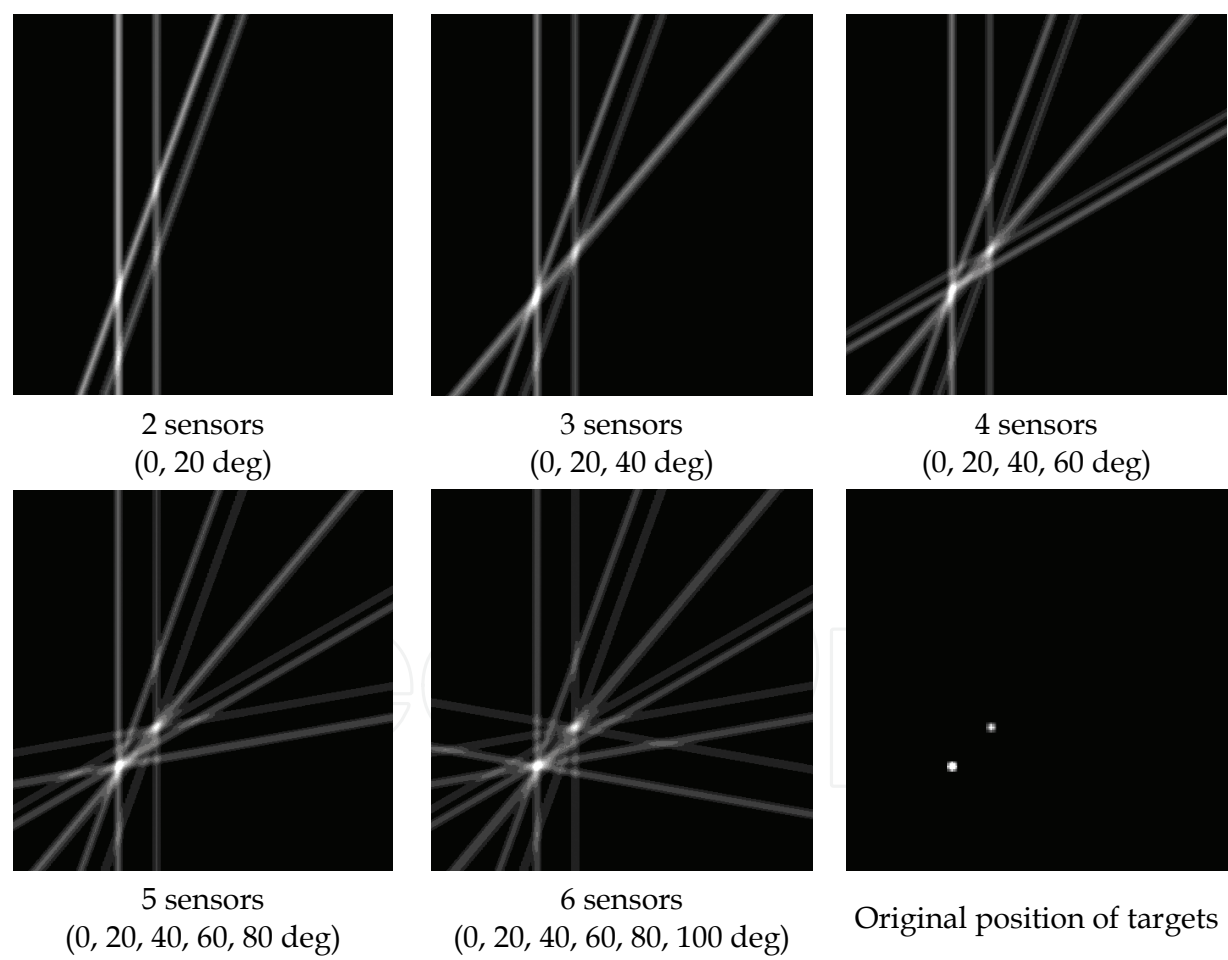 2 sensors
(0, 20 deg)
3 sensors
(0, 20, 40 deg)
4 sensors
(0, 20, 40, 60 deg)
5 sensors
(0, 20, 40, 60, 80 deg)
6 sensors
(0, 20, 40, 60, 80, 100 deg)
Original position of targets